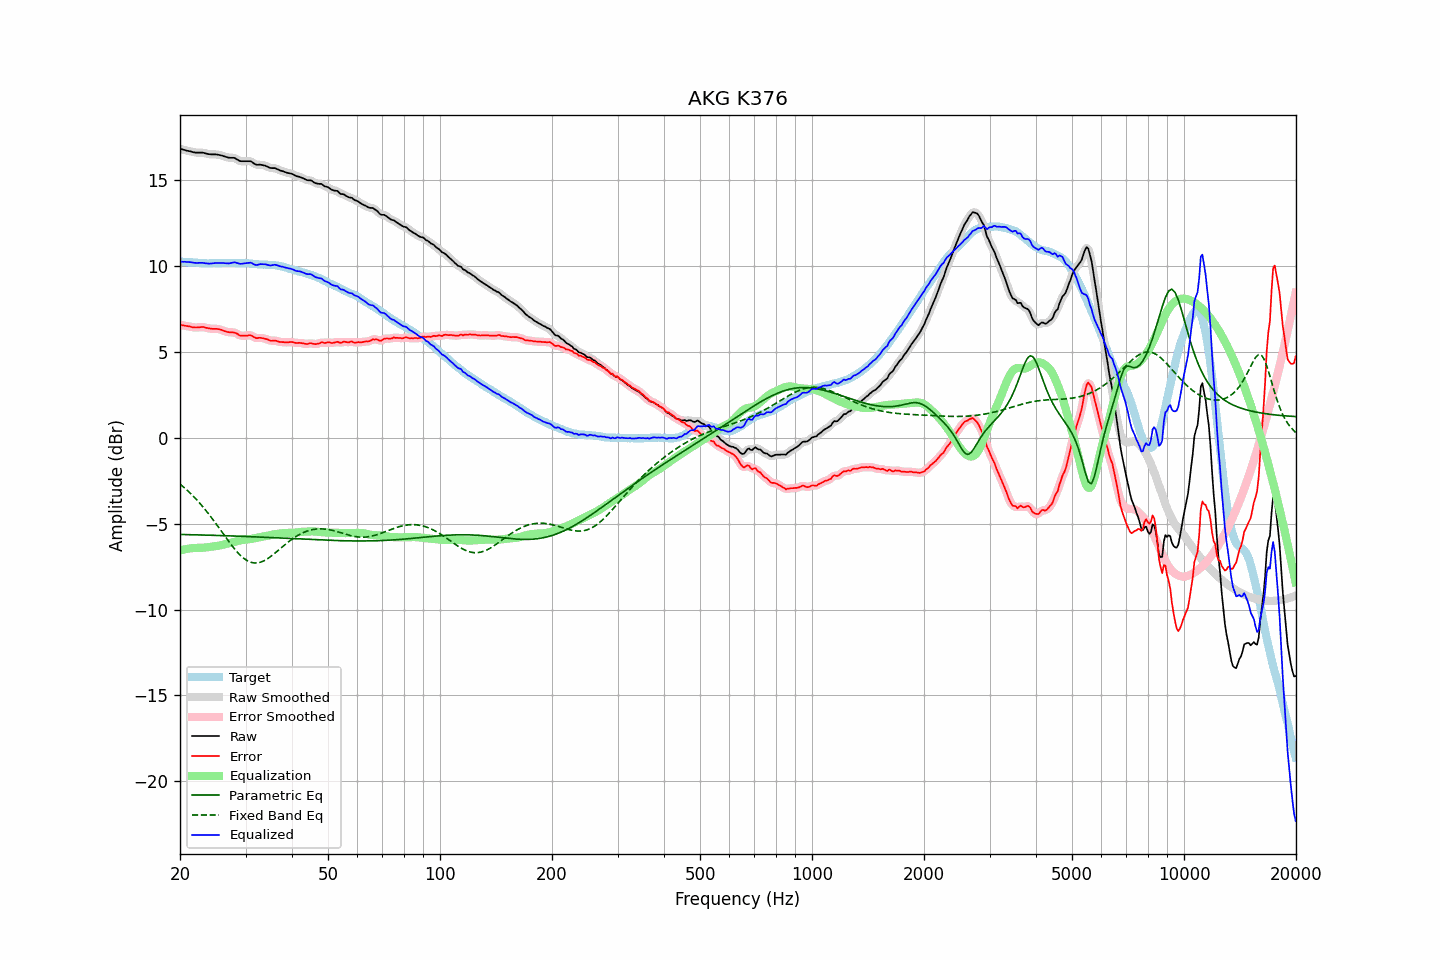 AKG K376
Amplitude (dBr)
15
10
5
0
−5
−10
−15
−20
Target
Raw Smoothed
Error Smoothed
Raw
Error
Equalization
Parametric Eq
Fixed Band Eq
Equalized
20 50 100 200 500 1000 2000 5000 10000 20000
Frequency (Hz)